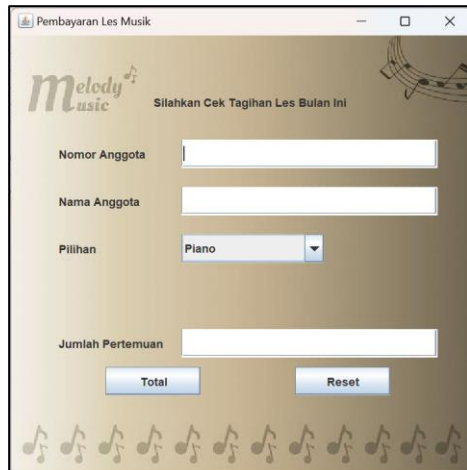 Pembayaran Les Musik
Melody
Music
Silahkan Cek Tagihan Les Bulan Ini
Nomor Anggota
Nama Anggota
Pilihan
Piano
Jumlah Pertemuan
Total
Reset